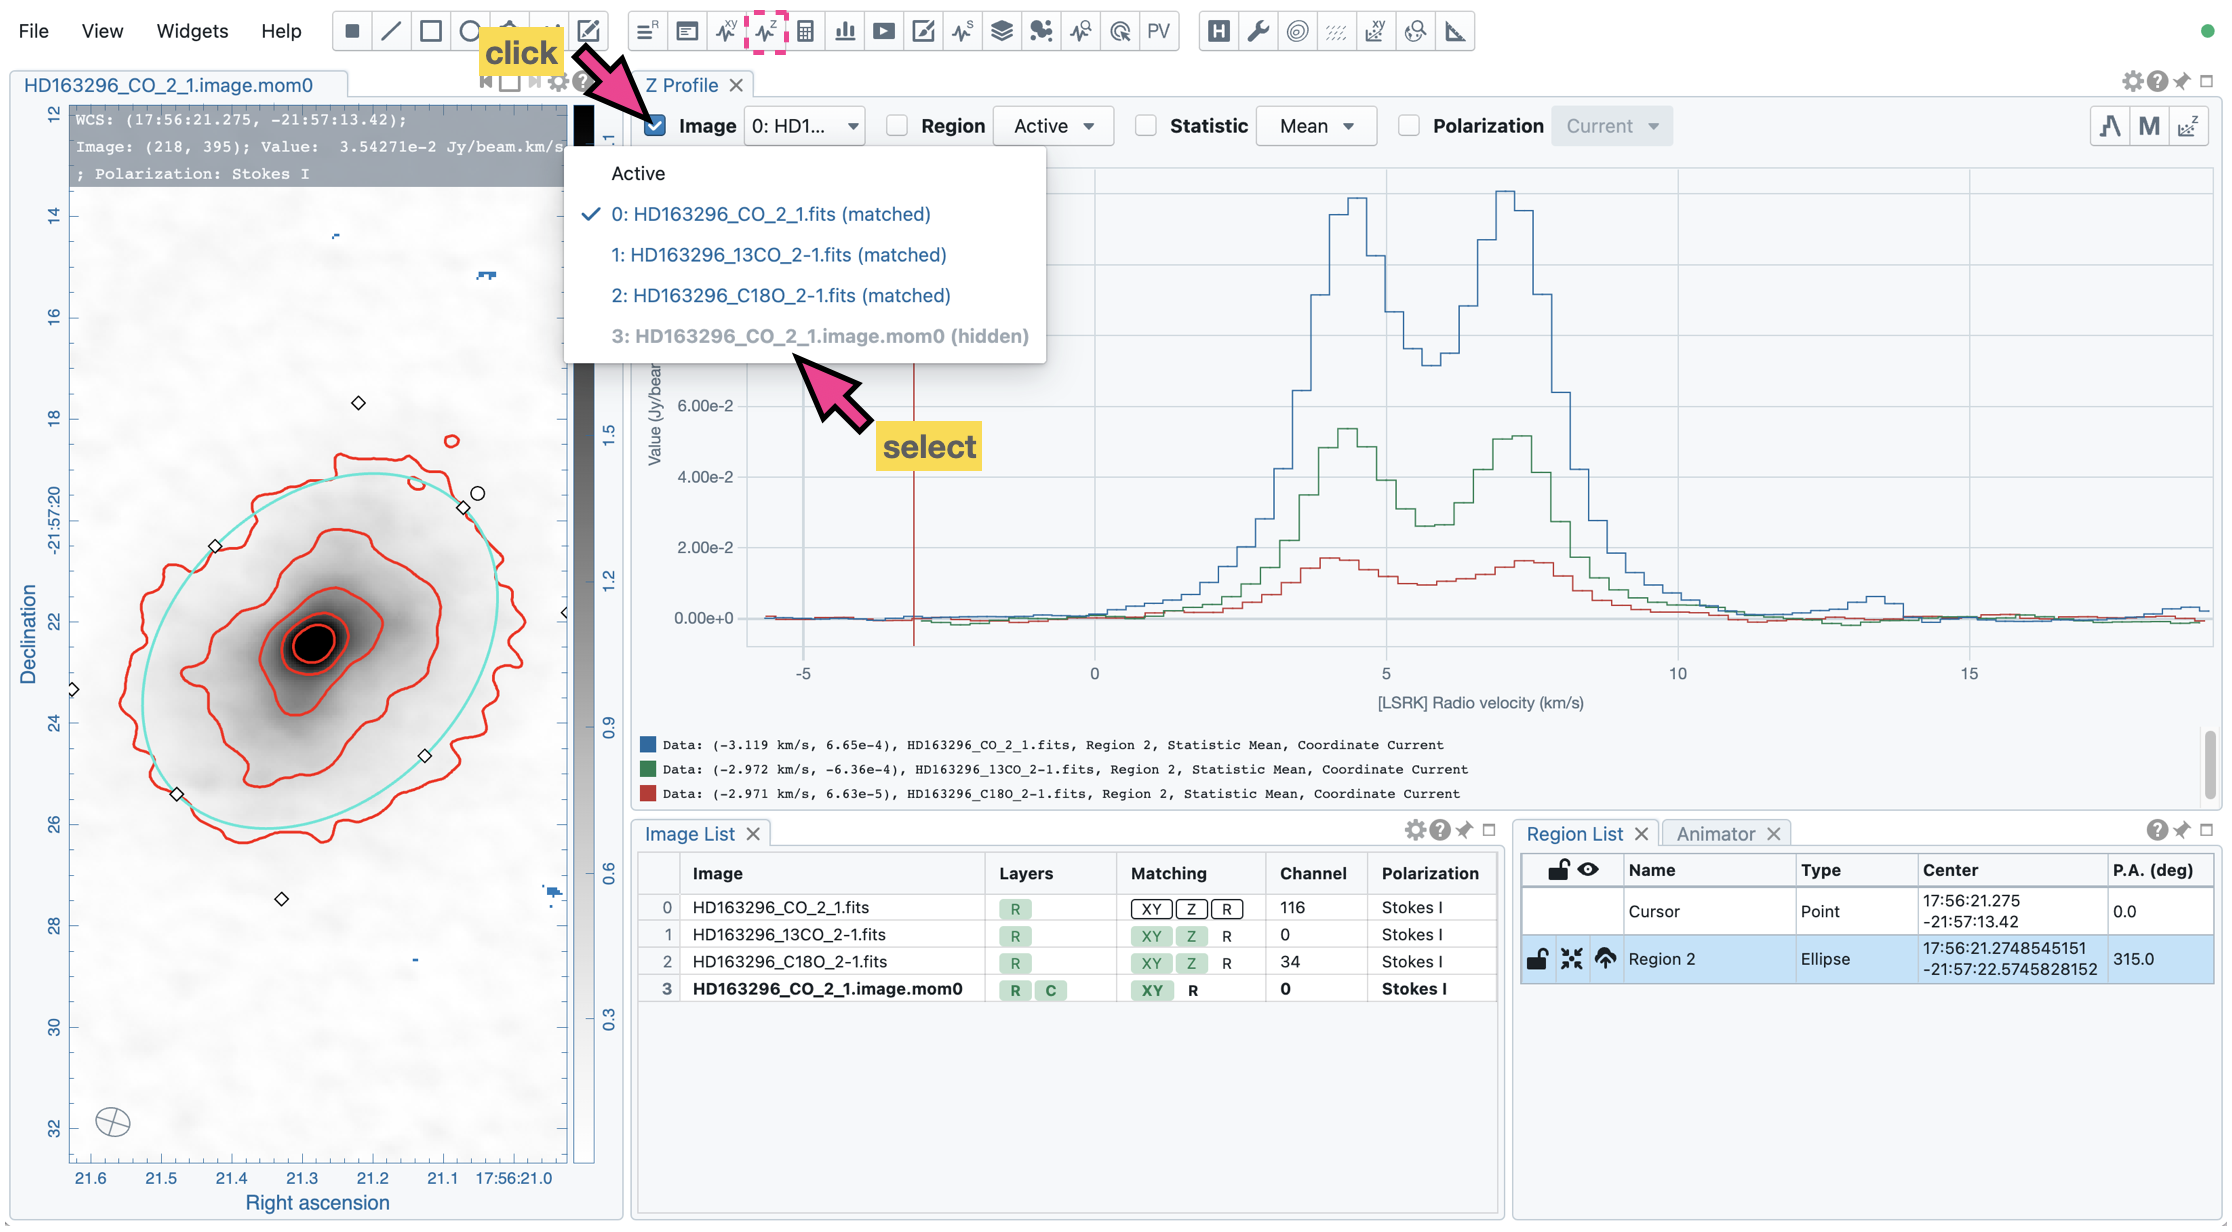 File View Widgets Help
R XY Z S PV XY
click
HD163296_CO_2_1.image.mom0
Z Profile
WCS: (17:56:21.275, -21:57:13.42);
Image: (218, 395); Value: 3.54271e-2 Jy/beam.km/s
; Polarization: Stokes I
Image 0: HD1... Region Active Statistic Mean Polarization Current M Z
Active
0: HD163296_CO_2_1.fits (matched)
1: HD163296_13CO_2-1.fits (matched)
2: HD163296_C18O_2-1.fits (matched)
3: HD163296_CO_2_1.image.mom0 (hidden)
select
Value (Jy/bear
6.00e-2
4.00e-2
2.00e-2
0.00e+0
-5 0 5 10 15
[LSRK] Radio velocity (km/s)
12
14
16
18
-21:57:20
22
24
26
28
30
32
Declination
21.6 21.5 21.4 21.3 21.2 21.1 17:56:21.0
Right ascension
1.5
1.2
0.9
0.6
0.3
Data: (-3.119 km/s, 6.65e-4), HD163296_CO_2_1.fits, Region 2, Statistic Mean, Coordinate Current
Data: (-2.972 km/s, -6.36e-4), HD163296_13CO_2-1.fits, Region 2, Statistic Mean, Coordinate Current
Data: (-2.971 km/s, 6.63e-5), HD163296_C18O_2-1.fits, Region 2, Statistic Mean, Coordinate Current
Image List
Image Layers Matching Channel Polarization
0 HD163296_CO_2_1.fits R XY Z R 116 Stokes I
1 HD163296_13CO_2-1.fits R XY Z R 0 Stokes I
2 HD163296_C18O_2-1.fits R XY Z R 34 Stokes I
3 HD163296_CO_2_1.image.mom0 R C XY R 0 Stokes I
Region List Animator
Name Type Center P.A. (deg)
Cursor Point 17:56:21.275 0.0
-21:57:13.42
Region 2 Ellipse 17:56:21.2748545151 315.0
-21:57:22.5745828152